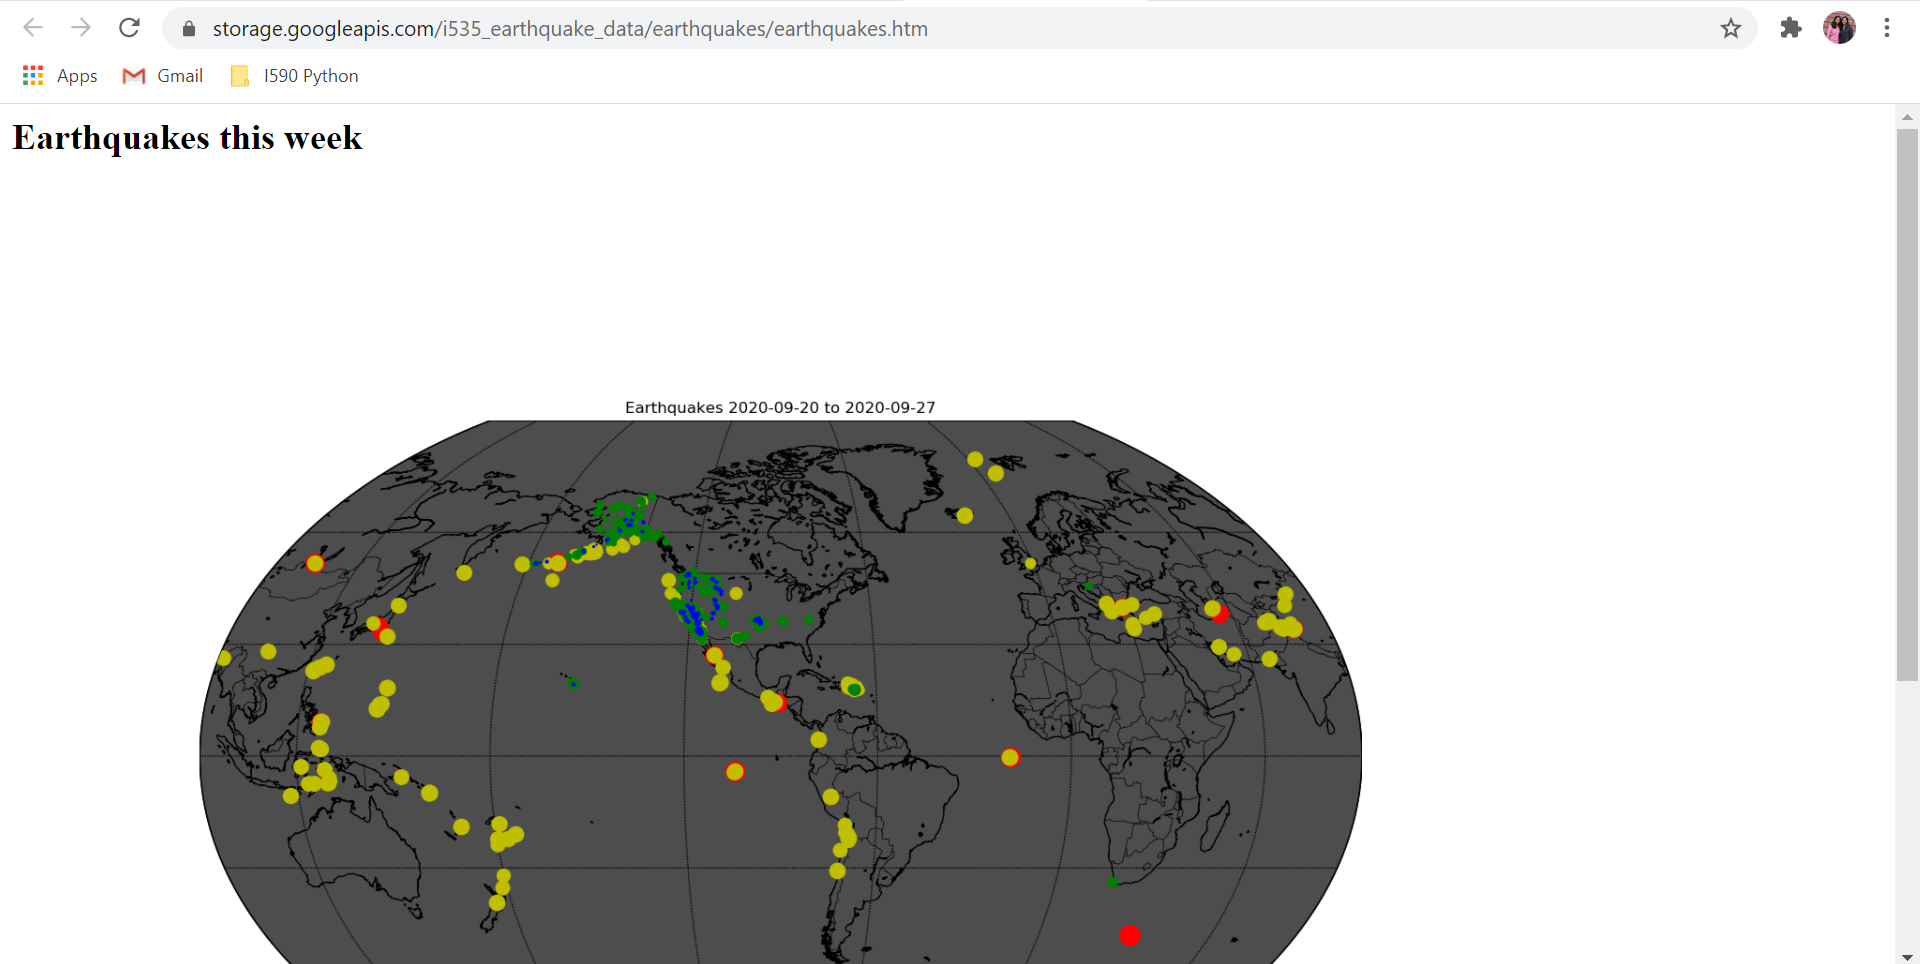 storage.googleapis.com/i535_earthquake_data/earthquakes/earthquakes.htm
Apps Gmail I590 Python
Earthquakes this week
Earthquakes 2020-09-20 to 2020-09-27